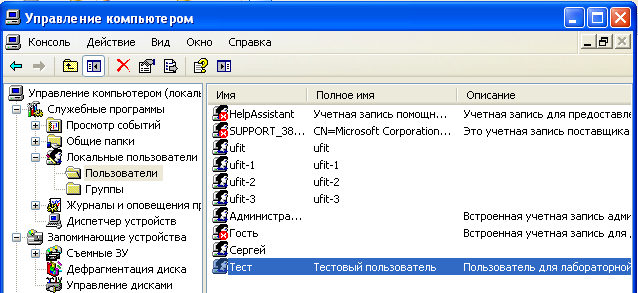 Управление компьютером
Консоль Действие Вид Окно Справка
Управление компьютером (локаль
Служебные программы
Просмотр событий
Общие папки
Локальные пользователи
Пользователи
Группы
Журналы и оповещения пр
Диспетчер устройств
Запоминающие устройства
Съемные ЗУ
Дефрагментация диска
Управление дисками
Имя Полное имя Описание
HelpAssistant Учетная запись помощн... Учетная запись для предоставле
SUPPORT_38... CN=Microsoft Corporation... Это учетная запись поставщика
ufit ufit
ufit-1 ufit-1
ufit-2 ufit-2
ufit-3 ufit-3
Администра... Встроенная учетная запись адми
Гость Встроенная учетная запись для
Сергей
Тест Тестовый пользователь Пользователь для лабораторной